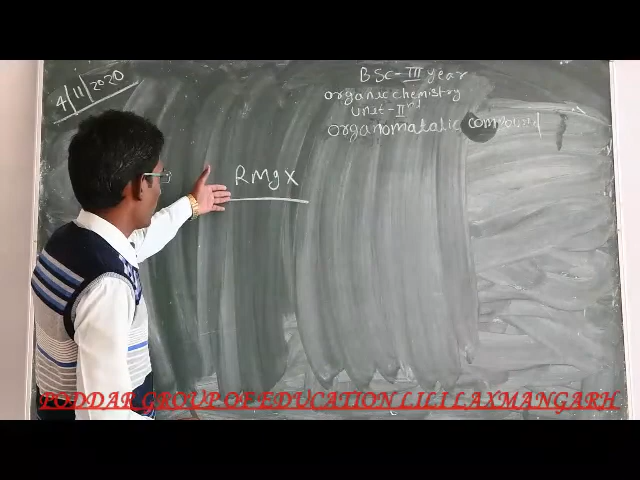 4/11/2020
BSc-III year
organic chemistry
unit-IInd
organomatalic compound
RMgX
PODDAR GROUP OF EDUCATION LILI LAXMANGARH